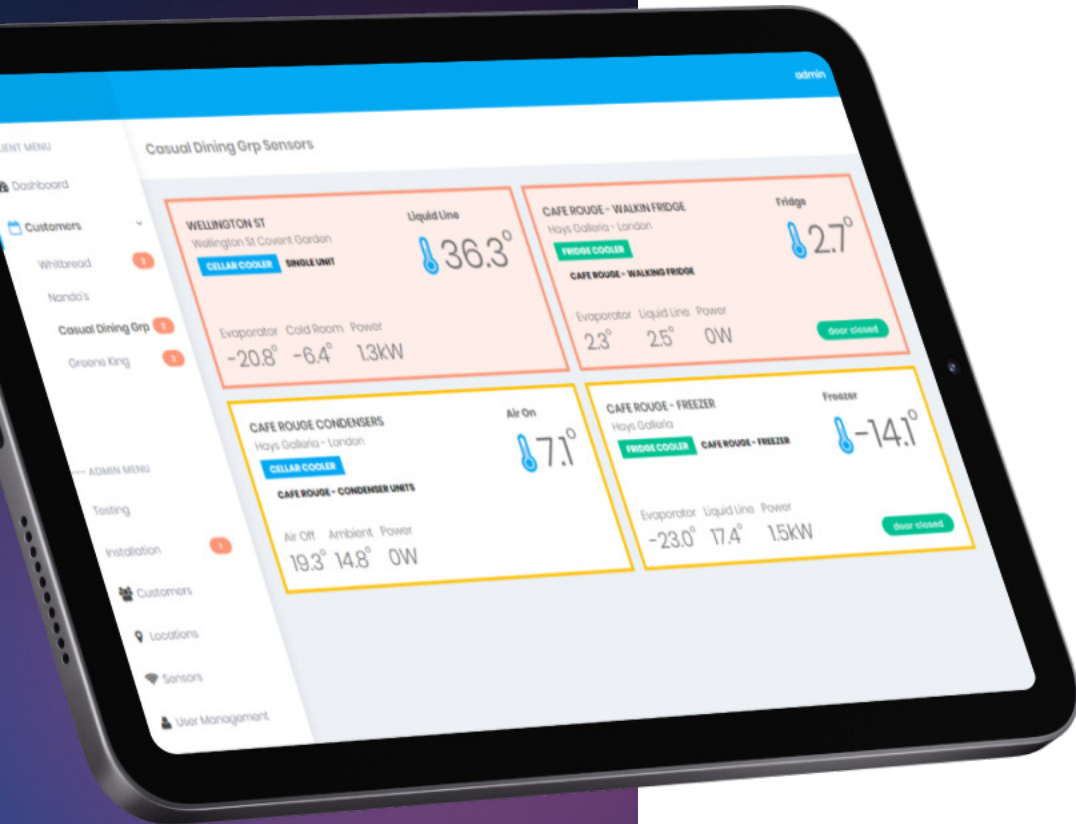 admin
CLIENT MENU
Dashboard
Customers
Whitbread
Nando's
Casual Dining Grp
Greene King
--- ADMIN MENU
Testing
Installation 1
Customers
Locations
Sensors
User Management
Casual Dining Grp Sensors
WELLINGTON ST
Wellington St Covent Garden
CELLAR COOLER SINGLE UNIT
Liquid Line
36.3°
Evaporator Cold Room Power
-20.8° -6.4° 1.3kW
CAFE ROUGE - WALKIN FRIDGE
Hays Galleria - London
FRIDGE COOLER
CAFE ROUGE - WALKING FRIDGE
Fridge
2.7°
Evaporator Liquid Line Power
2.3° 2.5° 0W
door closed
CAFE ROUGE CONDENSERS
Hays Galleria - London
CELLAR COOLER
CAFE ROUGE - CONDENSER UNITS
Air On
7.1°
Air Off Ambient Power
19.3° 14.8° 0W
CAFE ROUGE - FREEZER
Hays Galleria
FRIDGE COOLER CAFE ROUGE - FREEZER
Freezer
-14.1°
Evaporator Liquid Line Power
-23.0° 17.4° 1.5kW
door closed